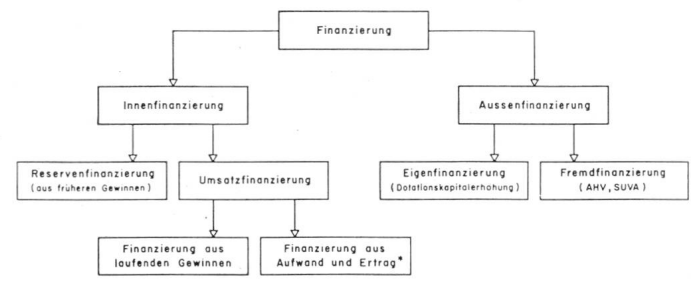 Finanzierung
Innenfinanzierung
Aussenfinanzierung
Reservenfinanzierung
(aus früheren Gewinnen)
Umsatzfinanzierung
Eigenfinanzierung
(Dotationskapitalerhöhung)
Fremdfinanzierung
(AHV, SUVA)
Finanzierung aus
laufenden Gewinnen
Finanzierung aus
Aufwand und Ertrag*